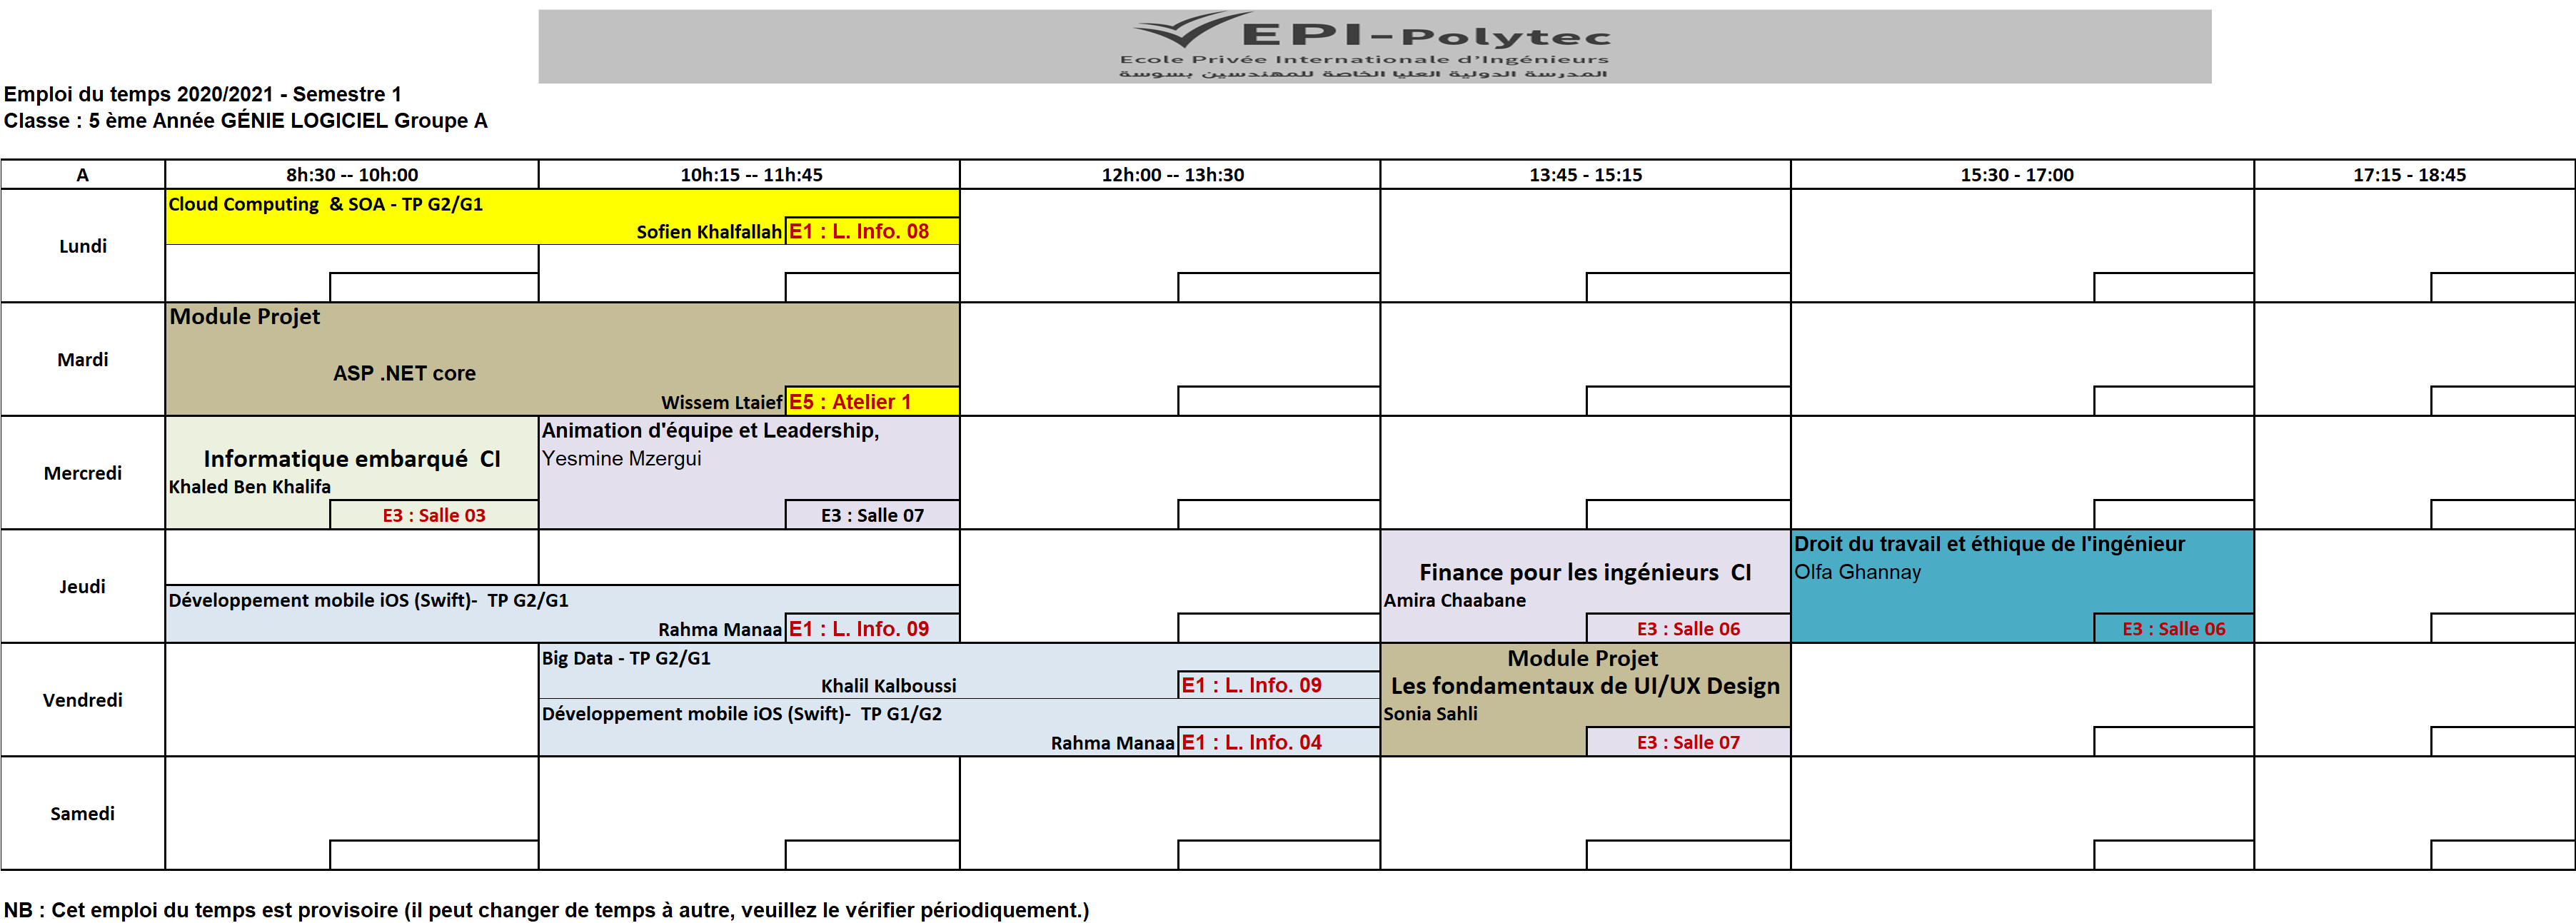 EPI-Polytec
Ecole Privée Internationale d'Ingénieurs
المدرسة الدولية العليا الخاصة للمهندسين بسوسة
Emploi du temps 2020/2021 - Semestre 1
Classe : 5 ème Année GÉNIE LOGICIEL Groupe A
A 8h:30 -- 10h:00 10h:15 -- 11h:45 12h:00 -- 13h:30 13:45 - 15:15 15:30 - 17:00 17:15 - 18:45
Lundi
Cloud Computing & SOA - TP G2/G1
Sofien Khalfallah E1 : L. Info. 08
Mardi
Module Projet
ASP .NET core
Wissem Ltaief E5 : Atelier 1
Mercredi
Informatique embarqué CI
Khaled Ben Khalifa
E3 : Salle 03
Animation d'équipe et Leadership,
Yesmine Mzergui
E3 : Salle 07
Jeudi
Développement mobile iOS (Swift)- TP G2/G1
Rahma Manaa E1 : L. Info. 09
Finance pour les ingénieurs CI
Amira Chaabane
E3 : Salle 06
Droit du travail et éthique de l'ingénieur
Olfa Ghannay
E3 : Salle 06
Vendredi
Big Data - TP G2/G1
Khalil Kalboussi E1 : L. Info. 09
Développement mobile iOS (Swift)- TP G1/G2
Rahma Manaa E1 : L. Info. 04
Module Projet
Les fondamentaux de UI/UX Design
Sonia Sahli
E3 : Salle 07
Samedi
NB : Cet emploi du temps est provisoire (il peut changer de temps à autre, veuillez le vérifier périodiquement.)